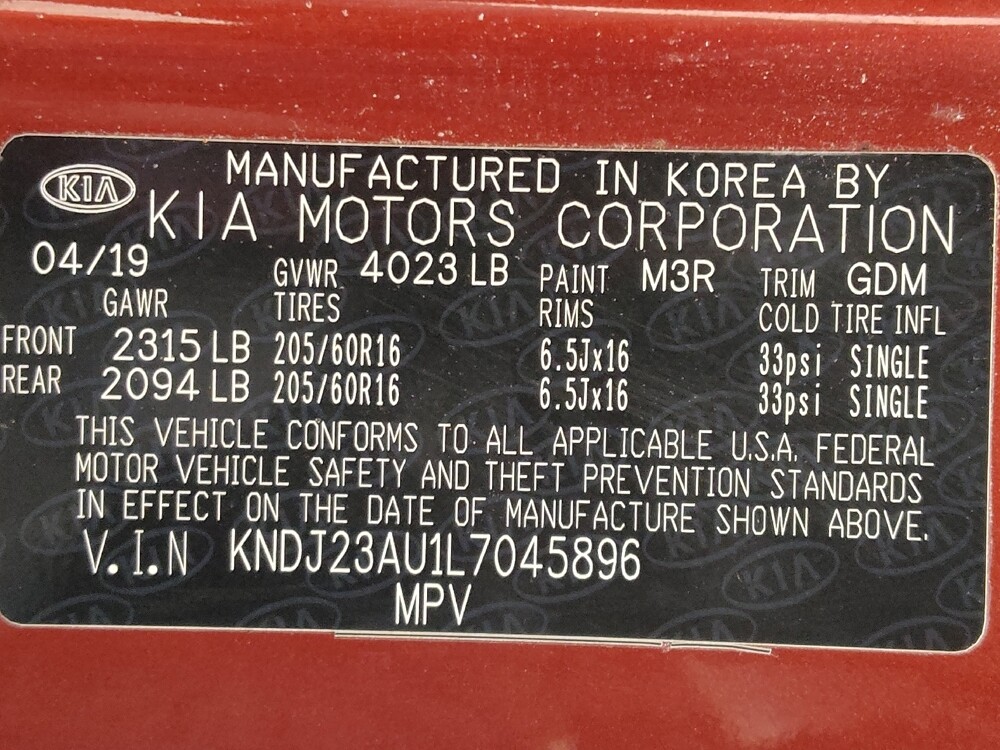 KIA MANUFACTURED IN KOREA BY
KIA MOTORS CORPORATION
04/19 GVWR 4023 LB PAINT M3R TRIM GDM
GAWR TIRES RIMS COLD TIRE INFL
FRONT 2315 LB 205/60R16 6.5Jx16 33psi SINGLE
REAR 2094 LB 205/60R16 6.5Jx16 33psi SINGLE
THIS VEHICLE CONFORMS TO ALL APPLICABLE U.S.A. FEDERAL
MOTOR VEHICLE SAFETY AND THEFT PREVENTION STANDARDS
IN EFFECT ON THE DATE OF MANUFACTURE SHOWN ABOVE.
V.I.N KNDJ23AU1L7045896
MPV